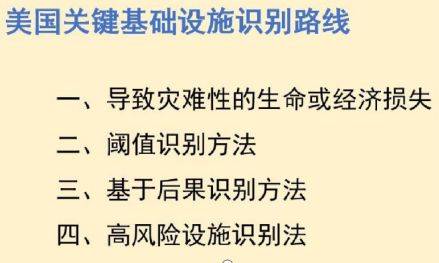 美国关键基础设施识别路线
一、导致灾难性的生命或经济损失
二、阈值识别方法
三、基于后果识别方法
四、高风险设施识别法